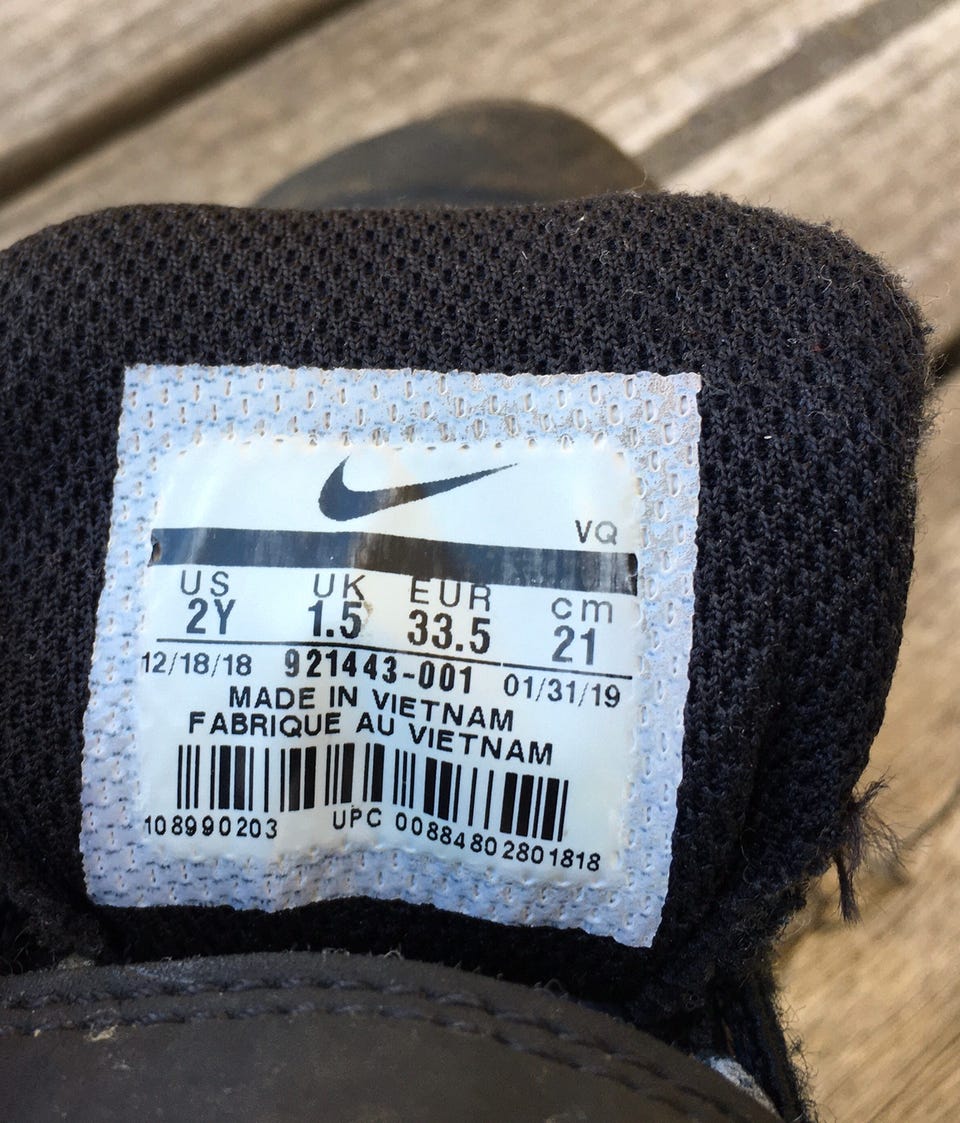 VQ
US UK EUR cm
2Y 1.5 33.5 21
12/18/18 921443-001 01/31/19
MADE IN VIETNAM
FABRIQUE AU VIETNAM
108990203 UPC 00884802801818